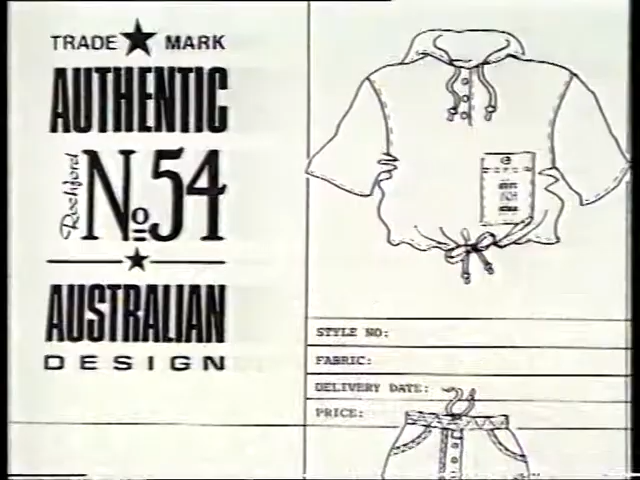 TRADE ★ MARK
AUTHENTIC
Rochford
No54
AUSTRALIAN
DESIGN
STYLE NO:
FABRIC:
DELIVERY DATE:
PRICE: